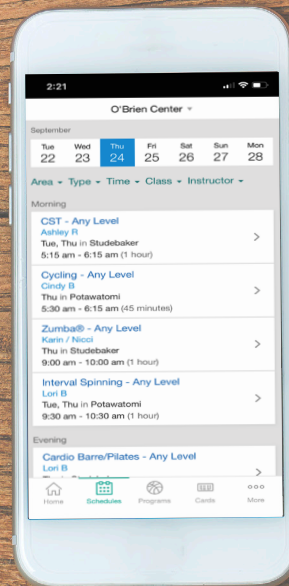 2:21
O'Brien Center
September
Tue Wed Thu Fri Sat Sun Mon
22 23 24 25 26 27 28
Area Type Time Class Instructor
Morning
CST - Any Level
Ashley R
Tue, Thu in Studebaker
5:15 am - 6:15 am (1 hour)
Cycling - Any Level
Cindy B
Thu in Potawatomi
5:30 am - 6:15 am (45 minutes)
Zumba® - Any Level
Karin / Nicci
Thu in Studebaker
9:00 am - 10:00 am (1 hour)
Interval Spinning - Any Level
Lori B
Tue, Thu in Potawatomi
9:30 am - 10:30 am (1 hour)
Evening
Cardio Barre/Pilates - Any Level
Lori B
Home Schedules Programs Cards More